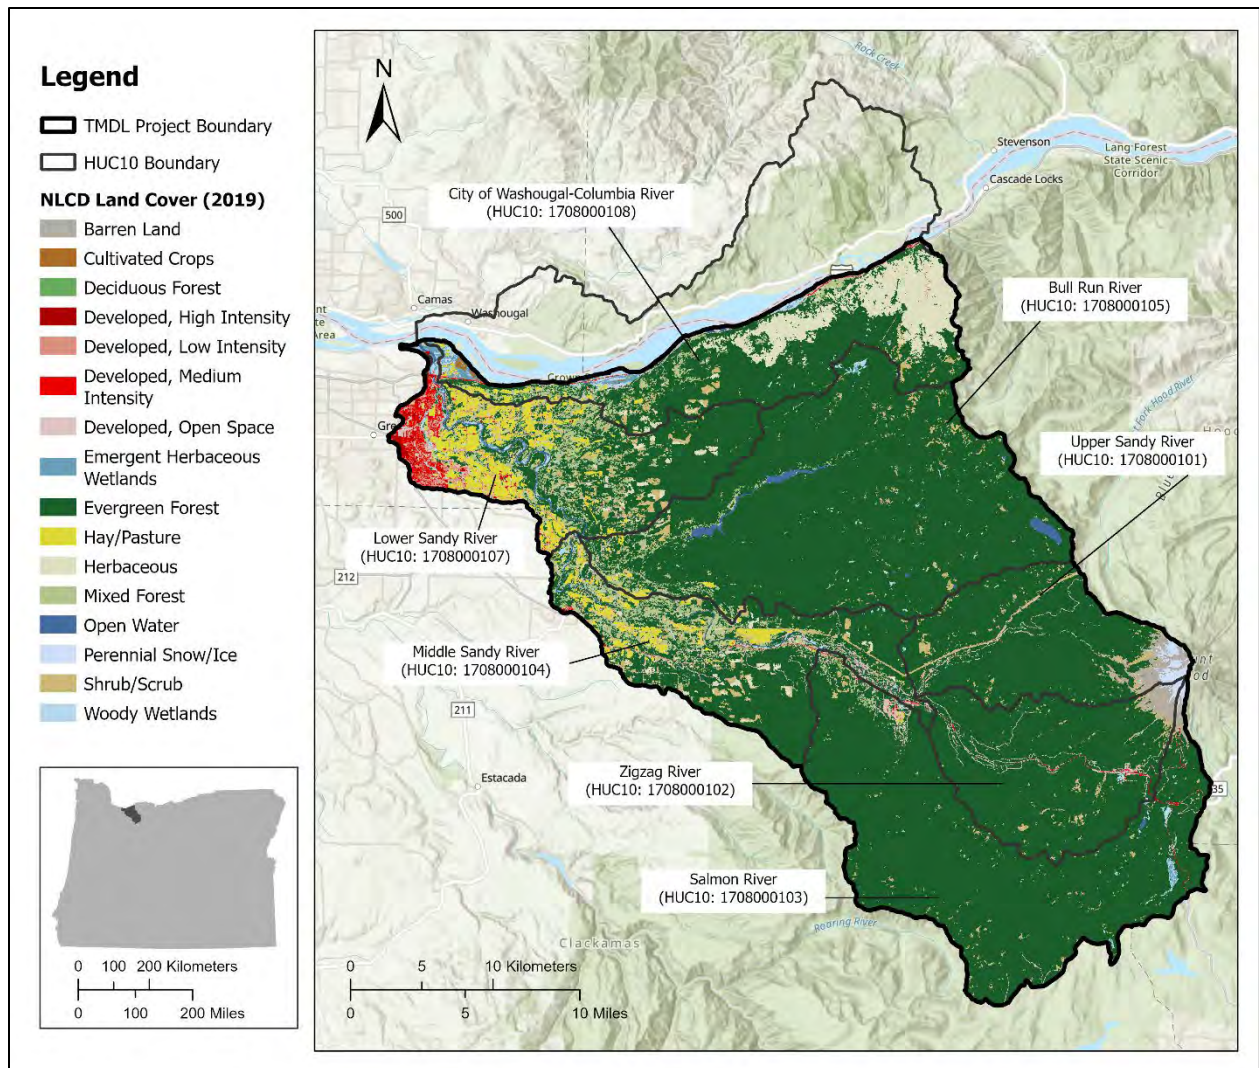 Legend
TMDL Project Boundary
HUC10 Boundary
NLCD Land Cover (2019)
Barren Land
Cultivated Crops
Deciduous Forest
Developed, High Intensity
Developed, Low Intensity
Developed, Medium
Intensity
Developed, Open Space
Emergent Herbaceous
Wetlands
Evergreen Forest
Hay/Pasture
Herbaceous
Mixed Forest
Open Water
Perennial Snow/Ice
Shrub/Scrub
Woody Wetlands
0 100 200 Kilometers
0 100 200 Miles
N
Rock Creek
Stevenson
Lang Forest
State Scenic
Corridor
Cascade Locks
City of Washougal-Columbia River
(HUC10: 1708000108)
500
Bull Run River
(HUC10: 1708000105)
Camas
Washougal
Area
Fork Hood River
Upper Sandy River
(HUC10: 1708000101)
Lower Sandy River
(HUC10: 1708000107)
212
Middle Sandy River
(HUC10: 1708000104)
211
Zigzag River
(HUC10: 1708000102)
Estacada
35
Salmon River
(HUC10: 1708000103)
Roaring River
Clackamas
0 5 10 Kilometers
0 5 10 Miles